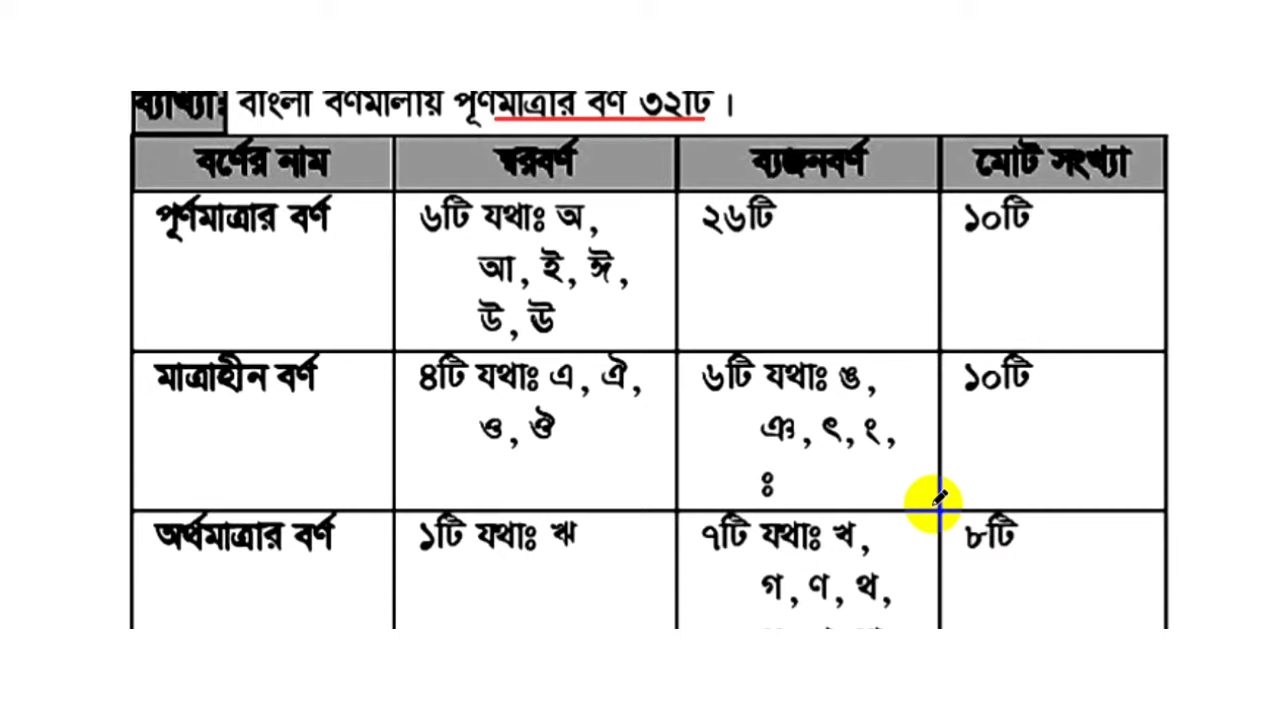 ব্যাখ্যাঃ বাংলা বর্ণমালায় পূর্ণমাত্রার বর্ণ ৩২টি ।
বর্ণের নাম স্বরবর্ণ ব্যঞ্জনবর্ণ মোট সংখ্যা
পূর্ণমাত্রার বর্ণ ৬টি যথাঃ অ, ২৬টি ১০টি
আ, ই, ঈ,
উ, ঊ
মাত্রাহীন বর্ণ ৪টি যথাঃ এ, ঐ, ৬টি যথাঃ ঙ, ১০টি
ও, ঔ ঞ, ৎ, ং,
ঃ
অর্ধমাত্রার বর্ণ ১টি যথাঃ ঋ ৭টি যথাঃ খ, ৮টি
গ, ণ, থ,